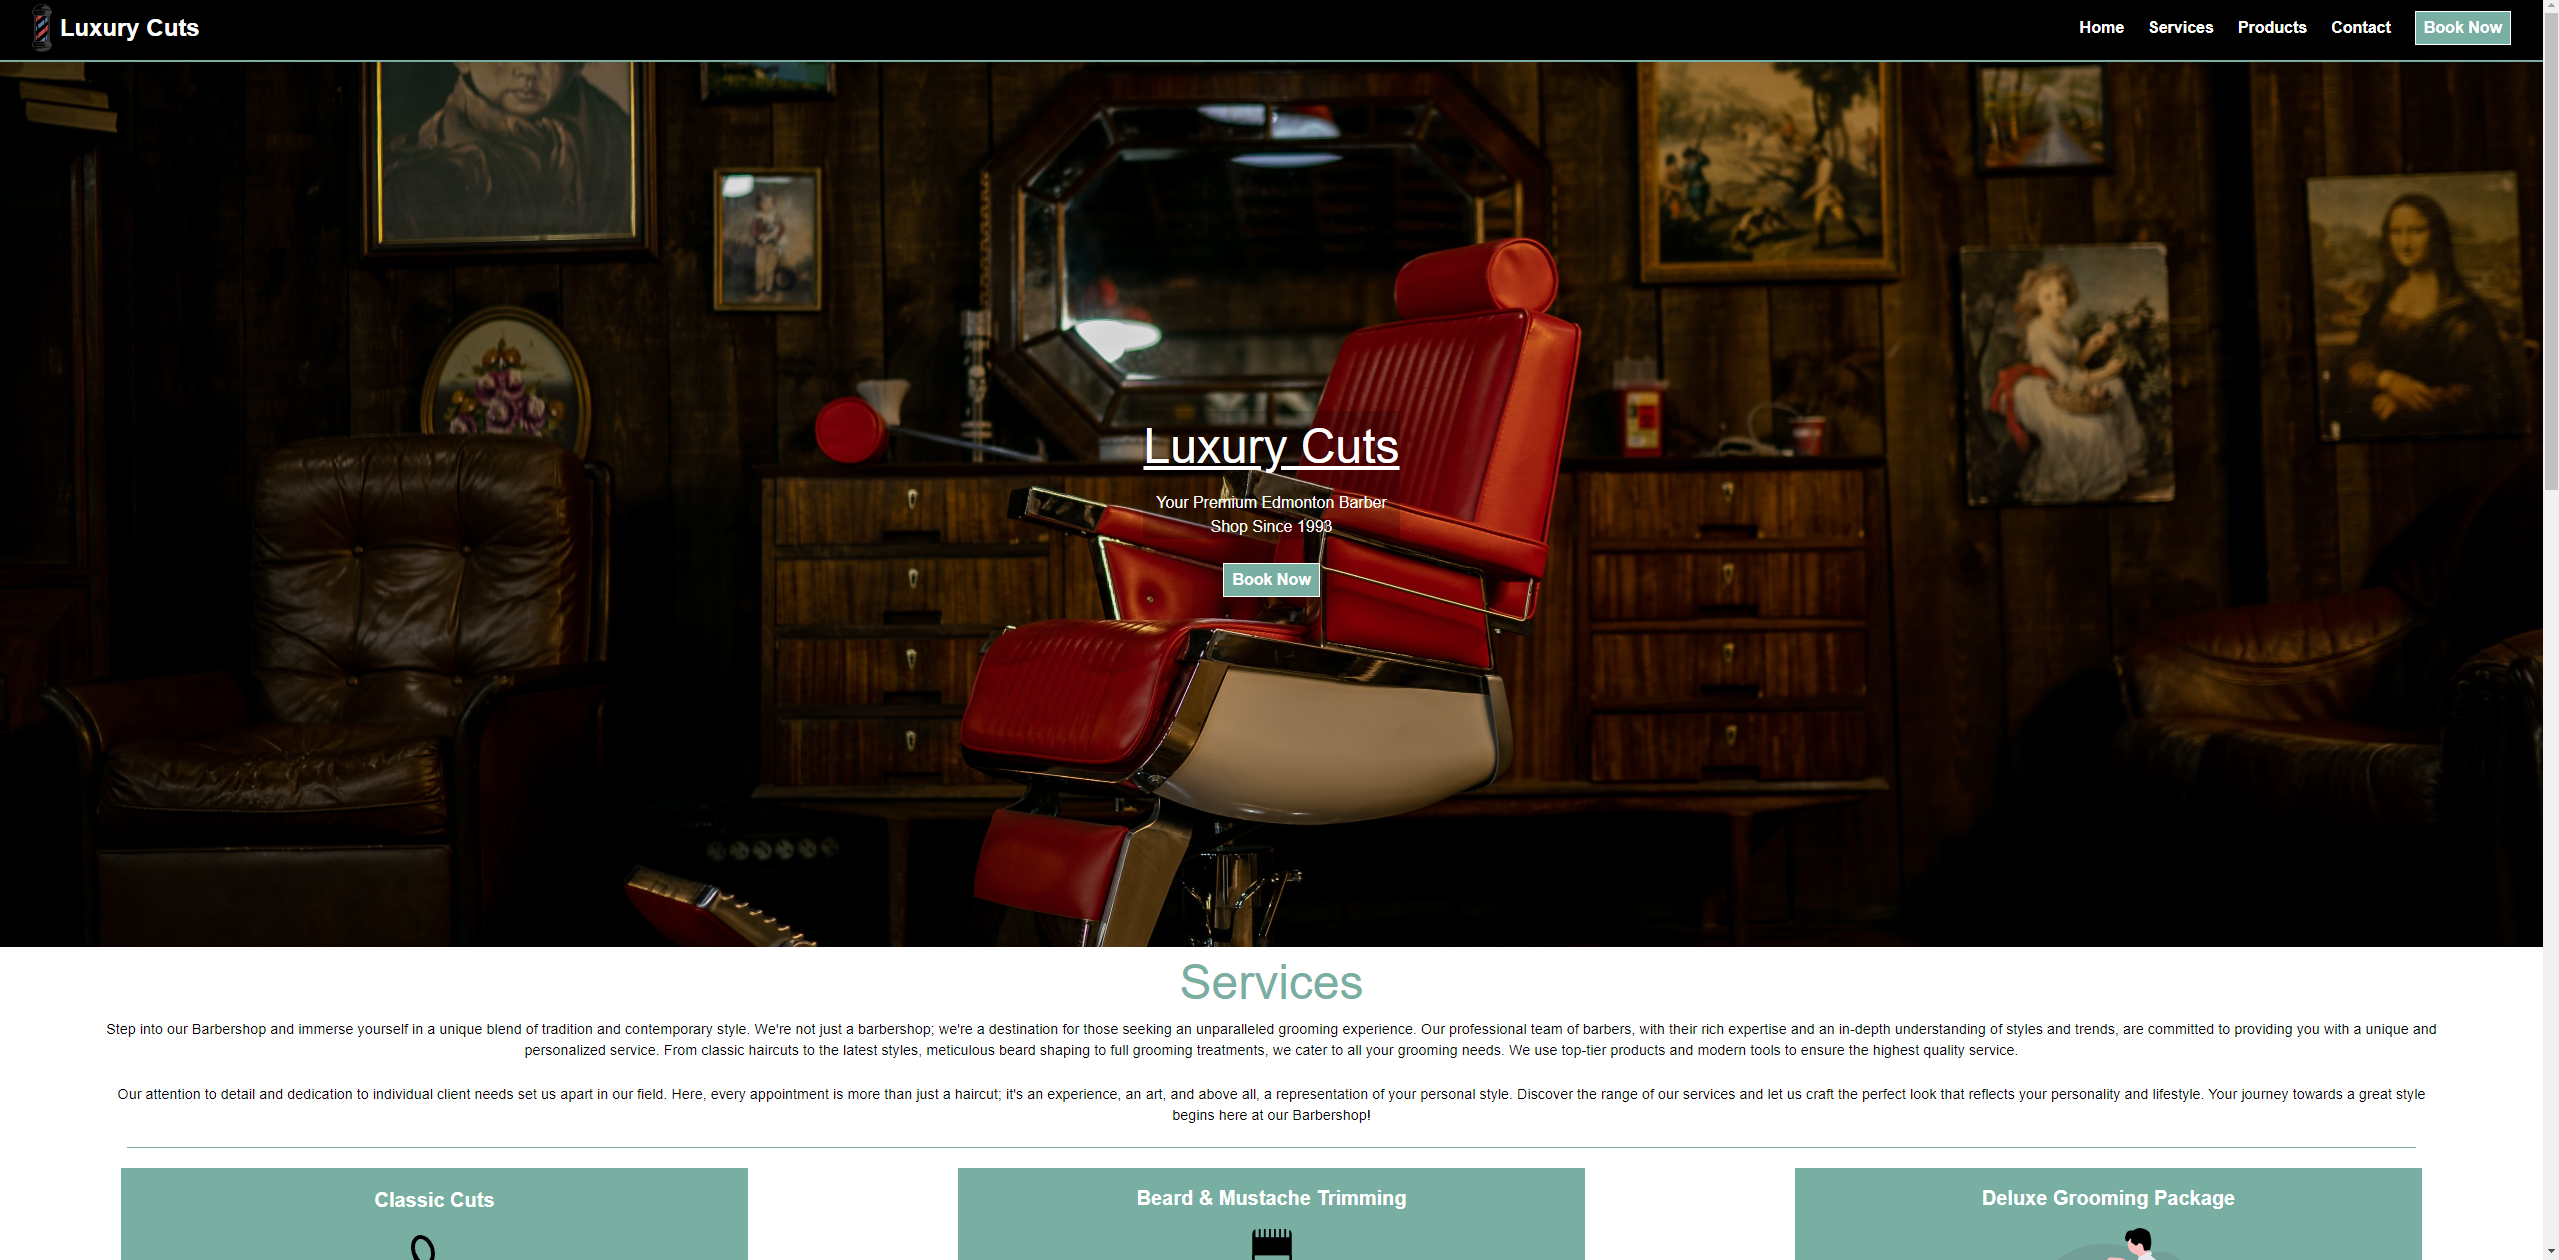 Luxury Cuts
Home Services Products Contact Book Now
Luxury Cuts
Your Premium Edmonton Barber
Shop Since 1993
Book Now
Services
Step into our Barbershop and immerse yourself in a unique blend of tradition and contemporary style. We're not just a barbershop; we're a destination for those seeking an unparalleled grooming experience. Our professional team of barbers, with their rich expertise and an in-depth understanding of styles and trends, are committed to providing you with a unique and
personalized service. From classic haircuts to the latest styles, meticulous beard shaping to full grooming treatments, we cater to all your grooming needs. We use top-tier products and modern tools to ensure the highest quality service.
Our attention to detail and dedication to individual client needs set us apart in our field. Here, every appointment is more than just a haircut; it's an experience, an art, and above all, a representation of your personal style. Discover the range of our services and let us craft the perfect look that reflects your personality and lifestyle. Your journey towards a great style
begins here at our Barbershop!
Classic Cuts
Beard & Mustache Trimming
Deluxe Grooming Package